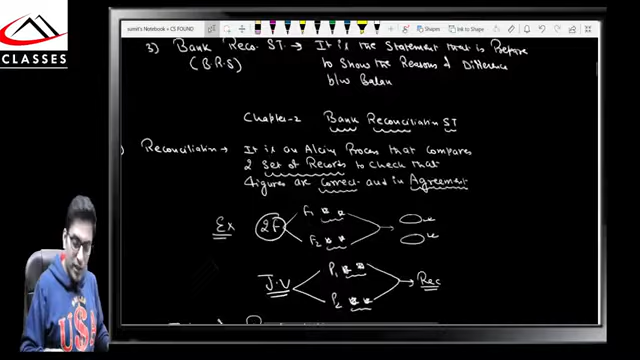 sumit's Notebook » CS FOUND
Shapes
Ink to Shape
CLASSES
3) Bank Reco. ST. → It is the Statement that is Prepare
(B.R.S) to Show the Reasons of Difference
b/w Balan
Chapter-2 Bank Reconciliation ST
Reconciliation → It is an A/cing Process that Compares
2 Set of Records to Check that
figures are Correct and in Agreement
Ex 2F F1
F2
J.V P1 Rec
P2
USA